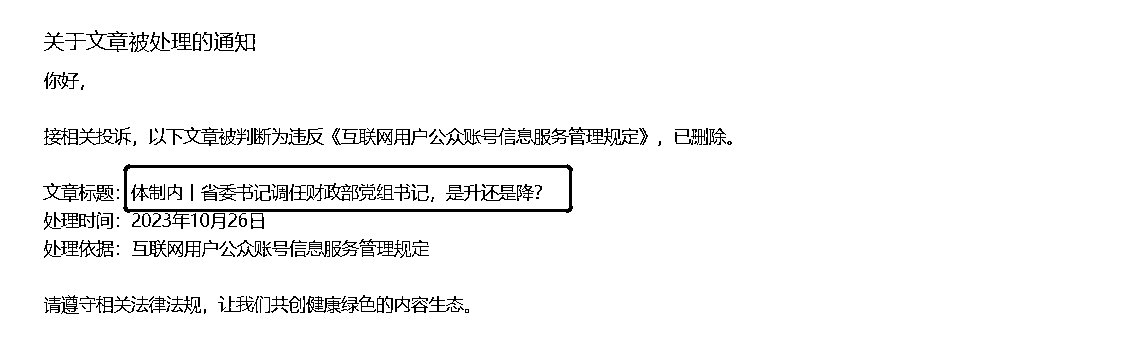 关于文章被处理的通知
你好，
接相关投诉，以下文章被判断为违反《互联网用户公众账号信息服务管理规定》，已删除。
文章标题：体制内丨省委书记调任财政部党组书记，是升还是降？
处理时间：2023年10月26日
处理依据：互联网用户公众账号信息服务管理规定
请遵守相关法律法规，让我们共创健康绿色的内容生态。